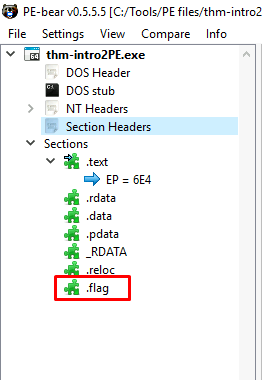 PE-bear v0.5.5.5 [C:/Tools/PE files/thm-intro2
File Settings View Compare Info
thm-intro2PE.exe
DOS Header
DOS stub
NT Headers
Section Headers
Sections
.text
EP = 6E4
.rdata
.data
.pdata
_RDATA
.reloc
.flag